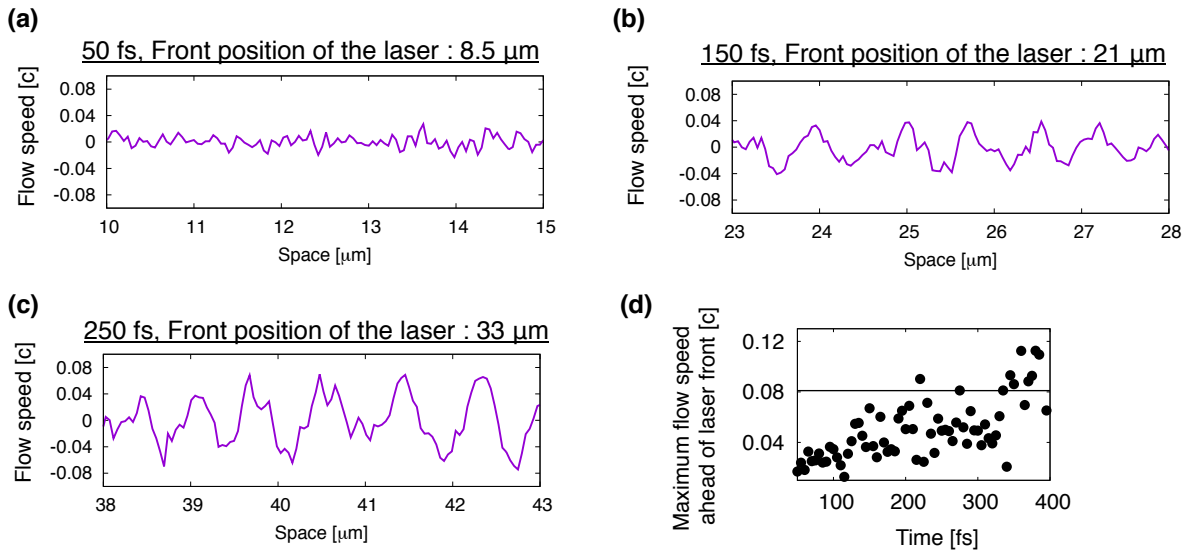 (a)
50 fs, Front position of the laser : 8.5 μm
Flow speed [c]
0.08
0.04
0
-0.04
-0.08
10 11 12 13 14 15
Space [μm]
(b)
150 fs, Front position of the laser : 21 μm
Flow speed [c]
0.08
0.04
0
-0.04
-0.08
23 24 25 26 27 28
Space [μm]
(c)
250 fs, Front position of the laser : 33 μm
Flow speed [c]
0.08
0.04
0
-0.04
-0.08
38 39 40 41 42 43
Space [μm]
(d)
Maximum flow speed
ahead of laser front [c]
0.12
0.08
0.04
100 200 300 400
Time [fs]